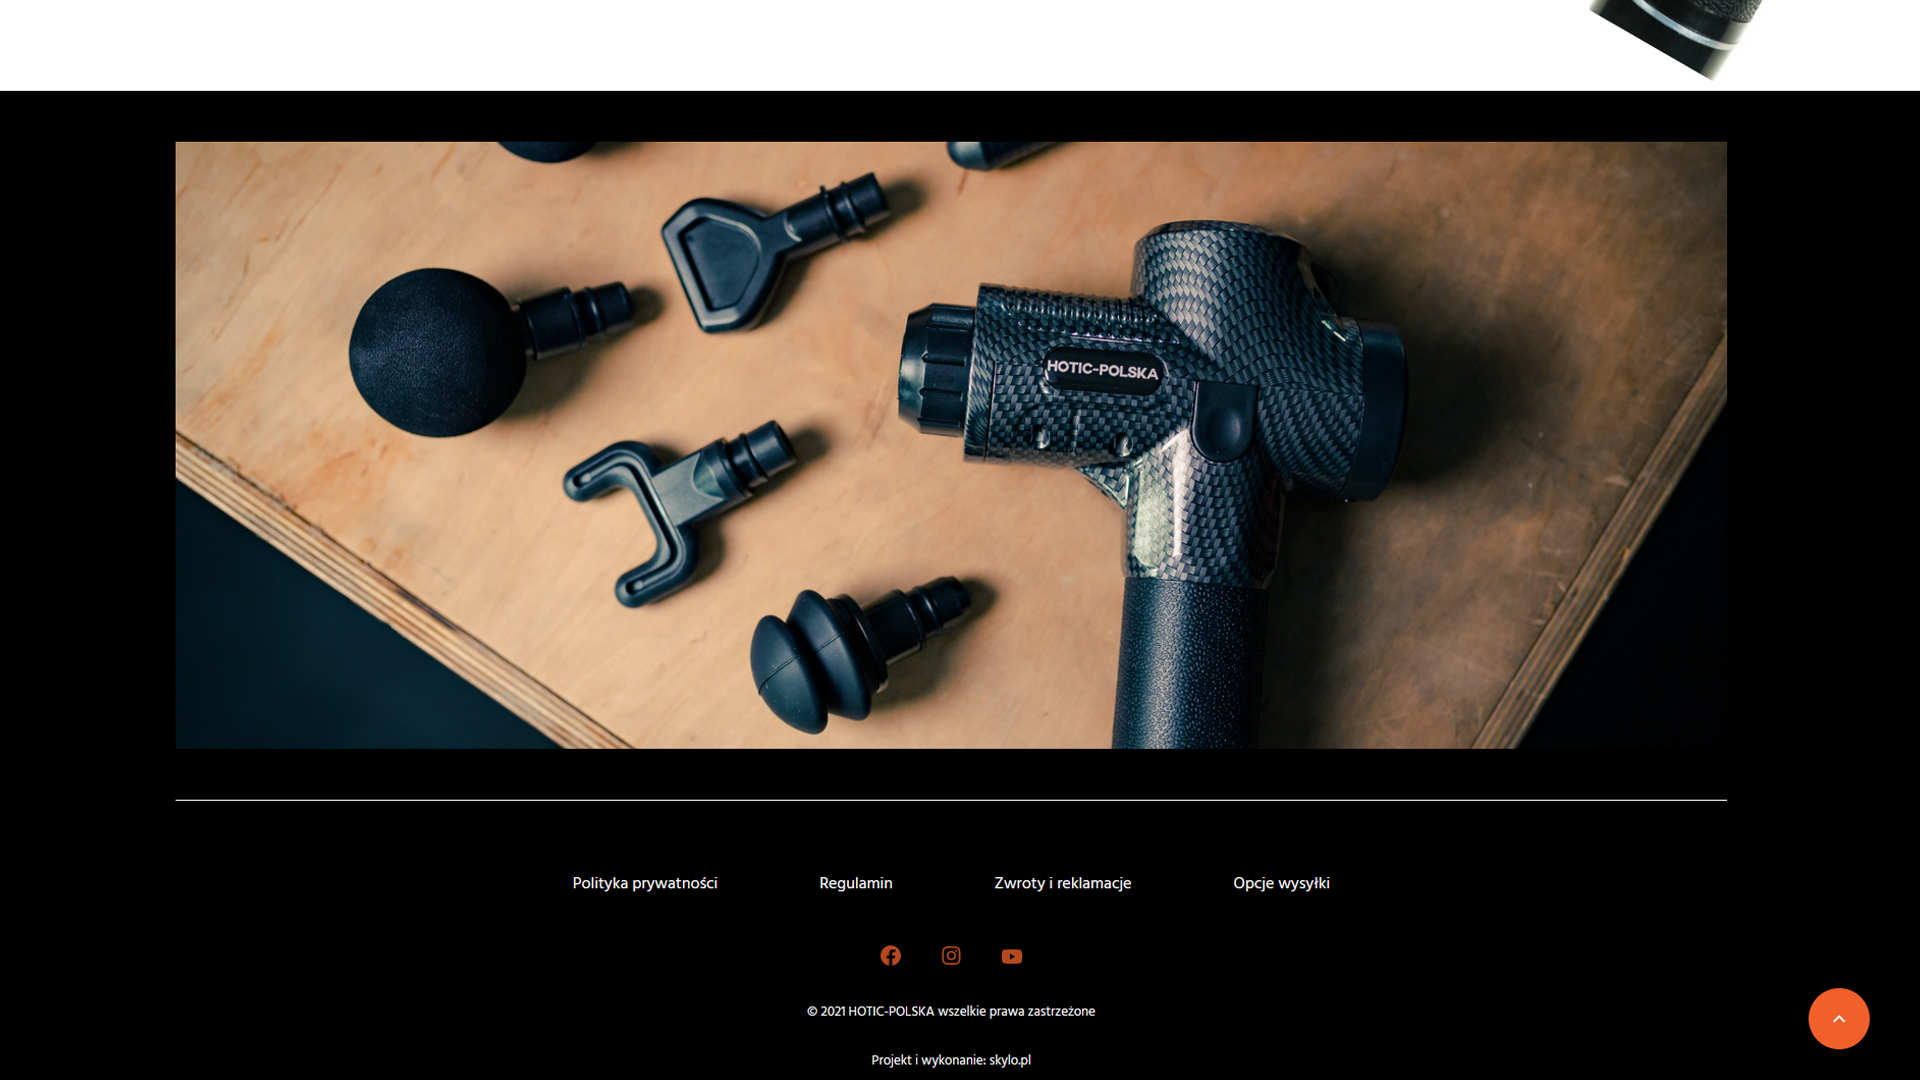 HOTIC-POLSKA
Polityka prywatności
Regulamin
Zwroty i reklamacje
Opcje wysyłki
© 2021 HOTIC-POLSKA wszelkie prawa zastrzeżone
Projekt i wykonanie: skylo.pl